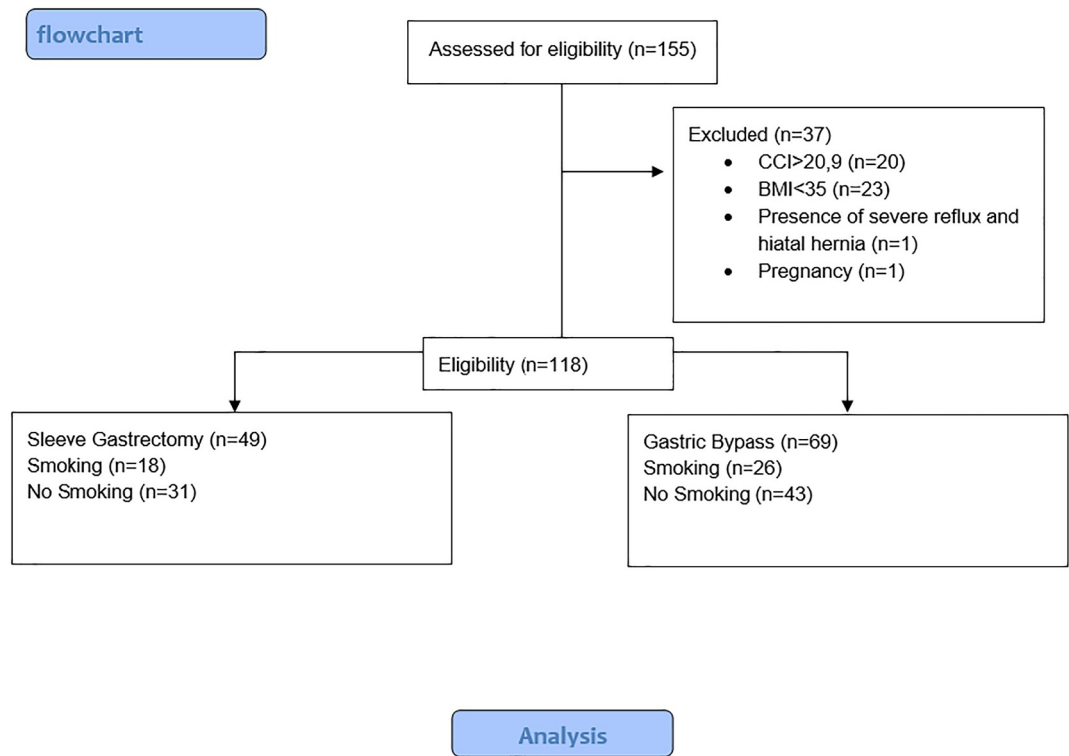 flowchart
Assessed for eligibility (n=155)
Excluded (n=37)
• CCI>20,9 (n=20)
• BMI<35 (n=23)
• Presence of severe reflux and
hiatal hernia (n=1)
• Pregnancy (n=1)
Eligibility (n=118)
Sleeve Gastrectomy (n=49)
Smoking (n=18)
No Smoking (n=31)
Gastric Bypass (n=69)
Smoking (n=26)
No Smoking (n=43)
Analysis